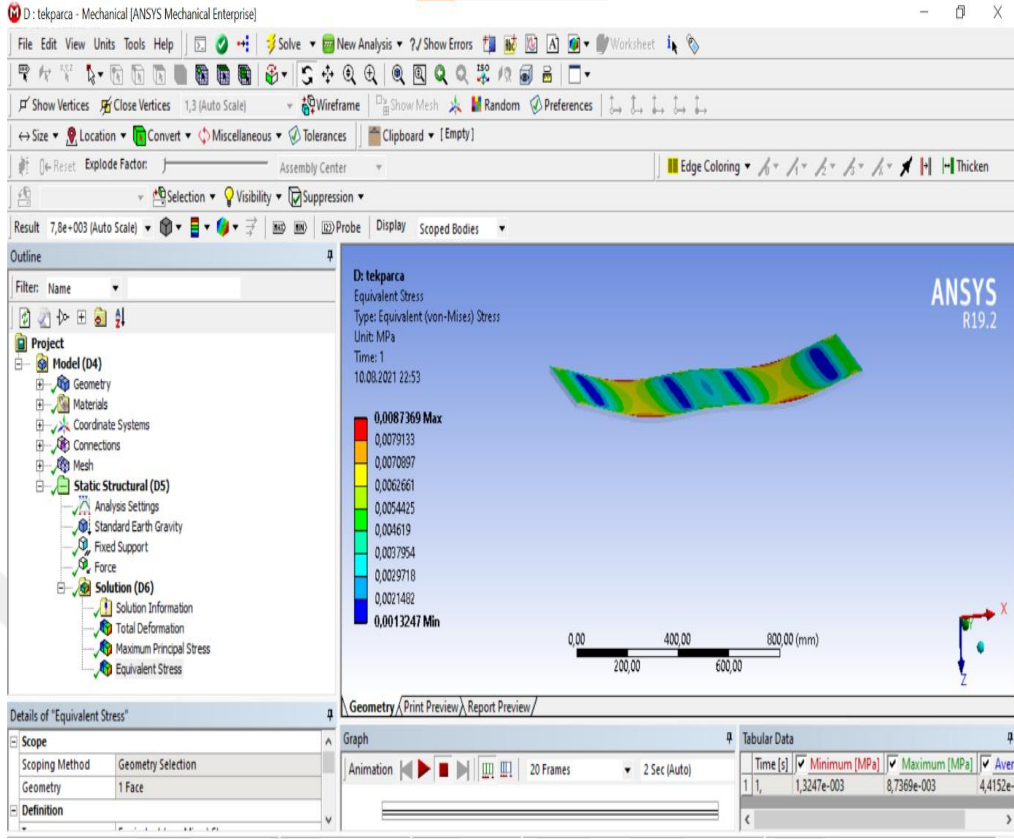 D : tekparca - Mechanical [ANSYS Mechanical Enterprise]
File Edit View Units Tools Help Solve New Analysis ?/ Show Errors A Worksheet
ISO
Show Vertices Close Vertices 1,3 (Auto Scale) Wireframe Show Mesh Random Preferences
Size Location Convert Miscellaneous Tolerances Clipboard [Empty]
Reset Explode Factor: Assembly Center Edge Coloring Thicken
Selection Visibility Suppression
Result 7,8e+003 (Auto Scale) Probe Display Scoped Bodies
Outline
Filter: Name
Project
Model (D4)
Geometry
Materials
Coordinate Systems
Connections
Mesh
Static Structural (D5)
Analysis Settings
Standard Earth Gravity
Fixed Support
Force
Solution (D6)
Solution Information
Total Deformation
Maximum Principal Stress
Equivalent Stress
D: tekparca
Equivalent Stress
Type: Equivalent (von-Mises) Stress
Unit: MPa
Time: 1
10.08.2021 22:53
0,0087369 Max
0,0079133
0,0070897
0,0062661
0,0054425
0,004619
0,0037954
0,0029718
0,0021482
0,0013247 Min
ANSYS
R19.2
0,00 400,00 800,00 (mm)
200,00 600,00
X
Z
Geometry Print Preview Report Preview
Details of "Equivalent Stress"
Scope
Scoping Method Geometry Selection
Geometry 1 Face
Definition
Graph
Animation 20 Frames 2 Sec (Auto)
Tabular Data
Time [s] Minimum [MPa] Maximum [MPa] Aver
1 1, 1,3247e-003 8,7369e-003 4,4152e-